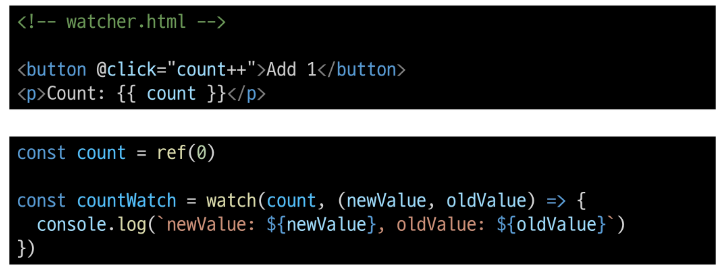 <!-- watcher.html -->
<button @click="count++">Add 1</button>
<p>Count: {{ count }}</p>
const count = ref(0)
const countWatch = watch(count, (newValue, oldValue) => {
  console.log(`newValue: ${newValue}, oldValue: ${oldValue}`)
})